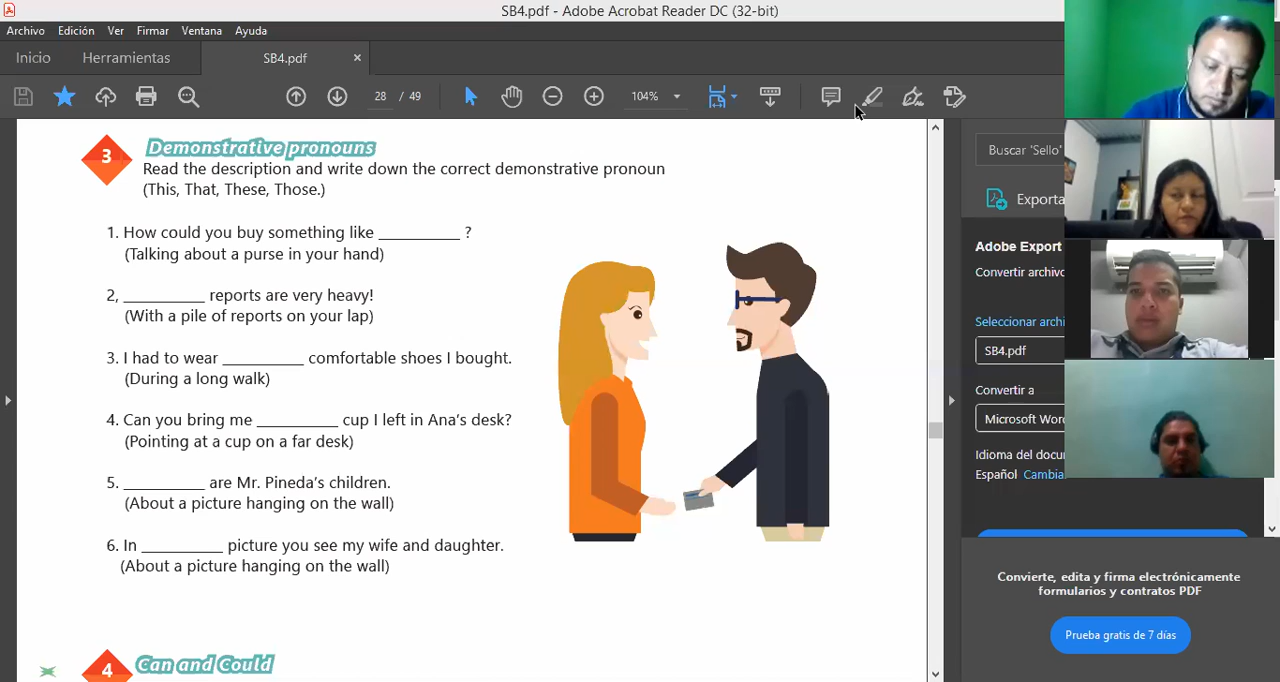 SB4.pdf - Adobe Acrobat Reader DC (32-bit)
Archivo Edición Ver Firmar Ventana Ayuda
Inicio Herramientas SB4.pdf ×
28 / 49 104%
3 Demonstrative pronouns
Read the description and write down the correct demonstrative pronoun
(This, That, These, Those.)
1. How could you buy something like __________ ?
(Talking about a purse in your hand)
2, __________ reports are very heavy!
(With a pile of reports on your lap)
3. I had to wear __________ comfortable shoes I bought.
(During a long walk)
4. Can you bring me __________ cup I left in Ana's desk?
(Pointing at a cup on a far desk)
5. __________ are Mr. Pineda's children.
(About a picture hanging on the wall)
6. In __________ picture you see my wife and daughter.
(About a picture hanging on the wall)
4 Can and Could
Buscar 'Sello'
Exporta
Adobe Export
Convertir archivo
Seleccionar archi
SB4.pdf
Convertir a
Microsoft Word
Idioma del docu
Español Cambia
Convierte, edita y firma electrónicamente
formularios y contratos PDF
Prueba gratis de 7 días